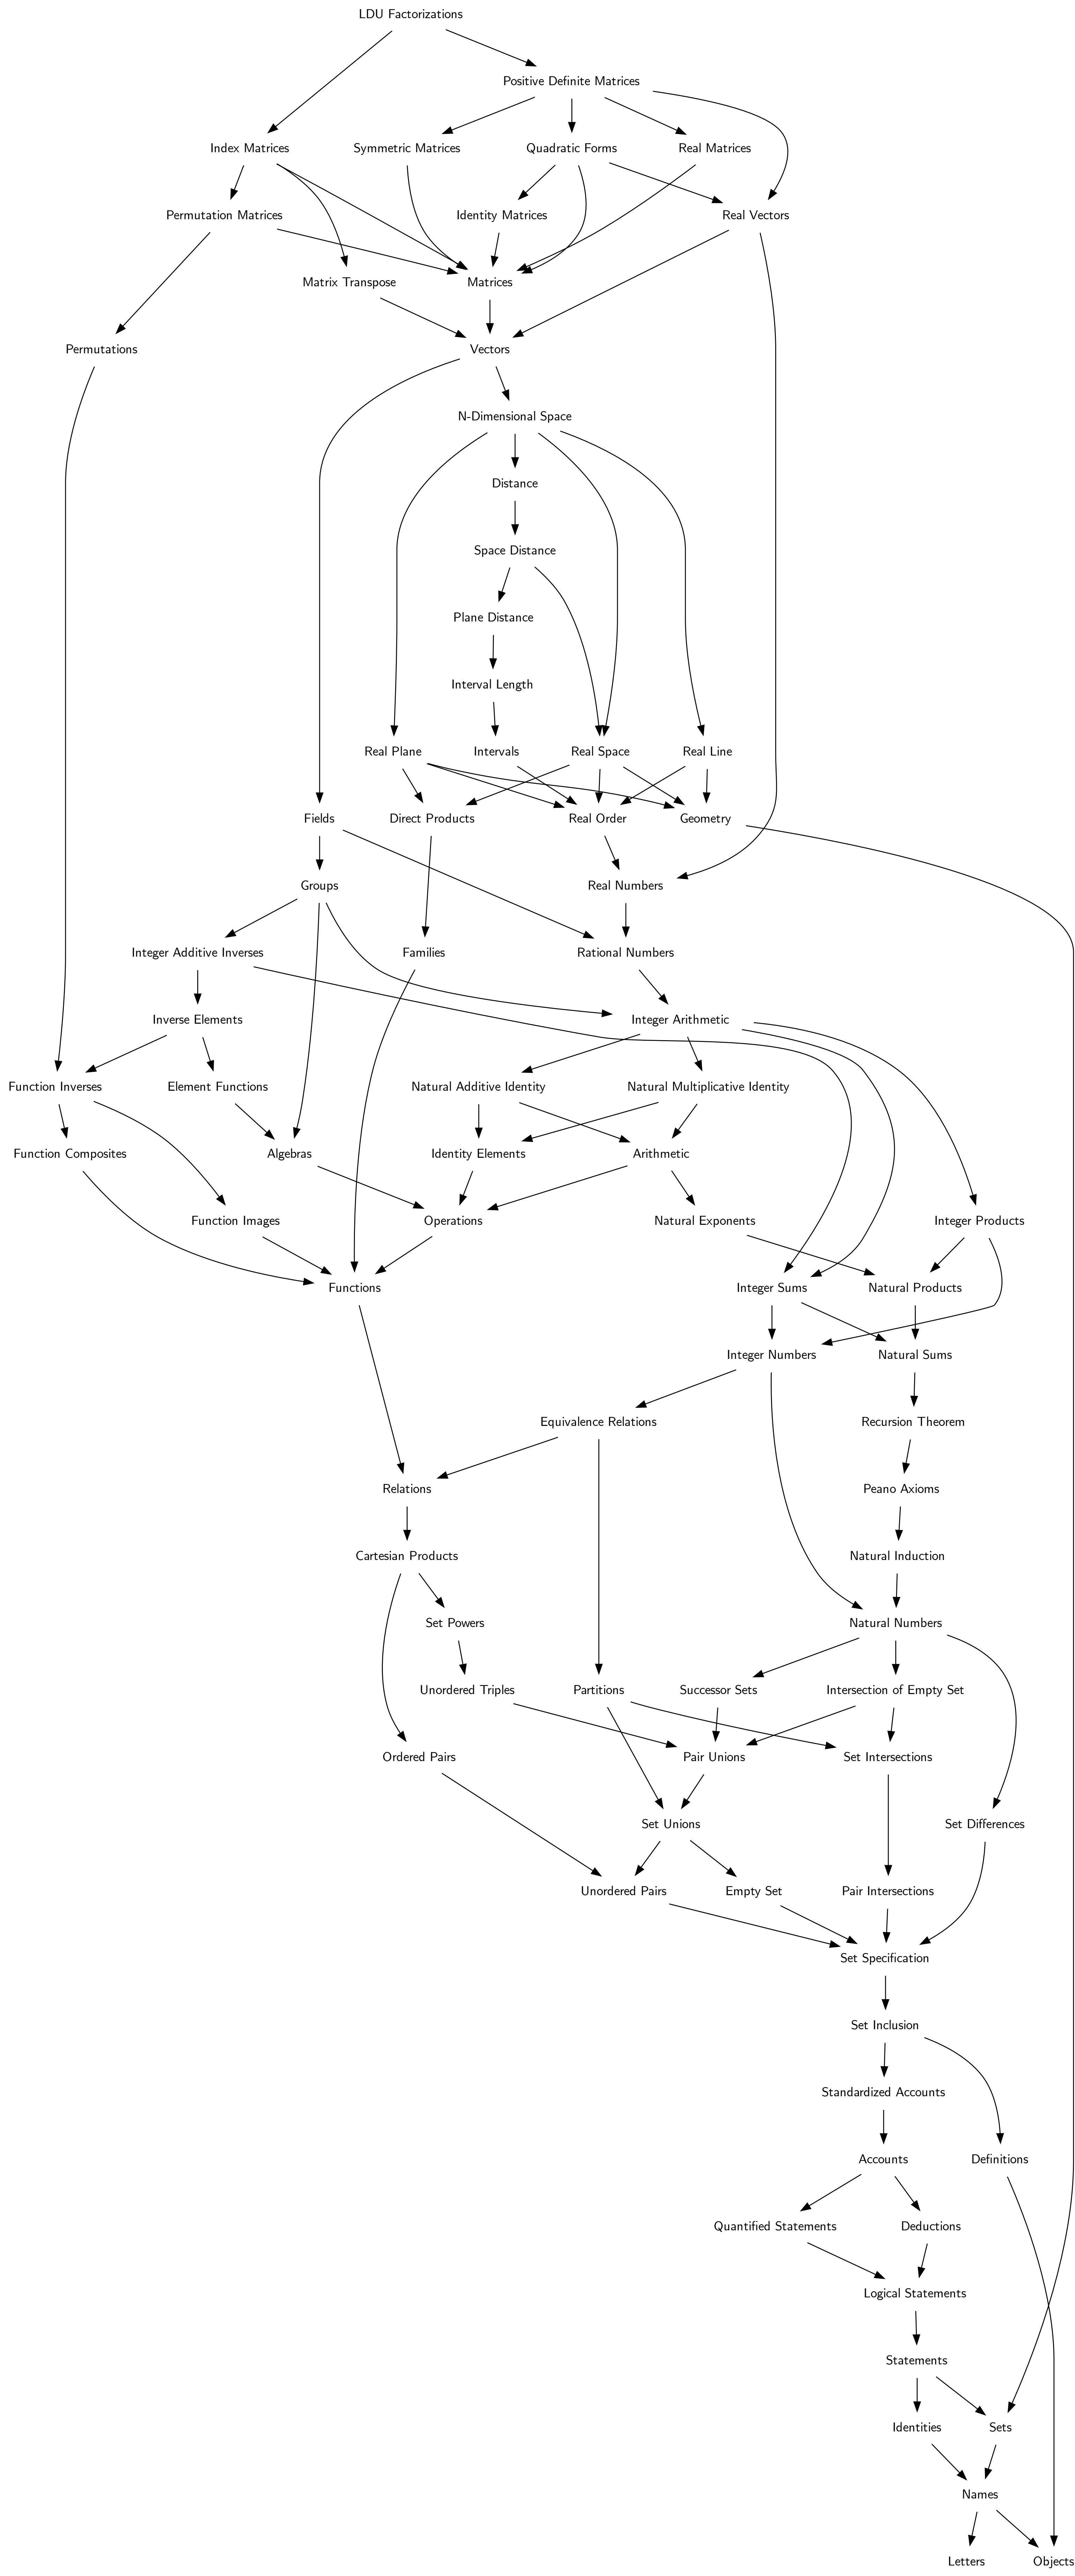 LDU Factorizations
Positive Definite Matrices
Index Matrices
Symmetric Matrices
Quadratic Forms
Real Matrices
Permutation Matrices
Identity Matrices
Real Vectors
Matrix Transpose
Matrices
Permutations
Vectors
N-Dimensional Space
Distance
Space Distance
Plane Distance
Interval Length
Real Plane
Intervals
Real Space
Real Line
Fields
Direct Products
Real Order
Geometry
Groups
Real Numbers
Integer Additive Inverses
Families
Rational Numbers
Inverse Elements
Integer Arithmetic
Function Inverses
Element Functions
Natural Additive Identity
Natural Multiplicative Identity
Function Composites
Algebras
Identity Elements
Arithmetic
Function Images
Operations
Natural Exponents
Integer Products
Functions
Integer Sums
Natural Products
Integer Numbers
Natural Sums
Equivalence Relations
Recursion Theorem
Relations
Peano Axioms
Cartesian Products
Natural Induction
Set Powers
Natural Numbers
Unordered Triples
Partitions
Successor Sets
Intersection of Empty Set
Ordered Pairs
Pair Unions
Set Intersections
Set Unions
Set Differences
Unordered Pairs
Empty Set
Pair Intersections
Set Specification
Set Inclusion
Standardized Accounts
Accounts
Definitions
Quantified Statements
Deductions
Logical Statements
Statements
Identities
Sets
Names
Letters
Objects